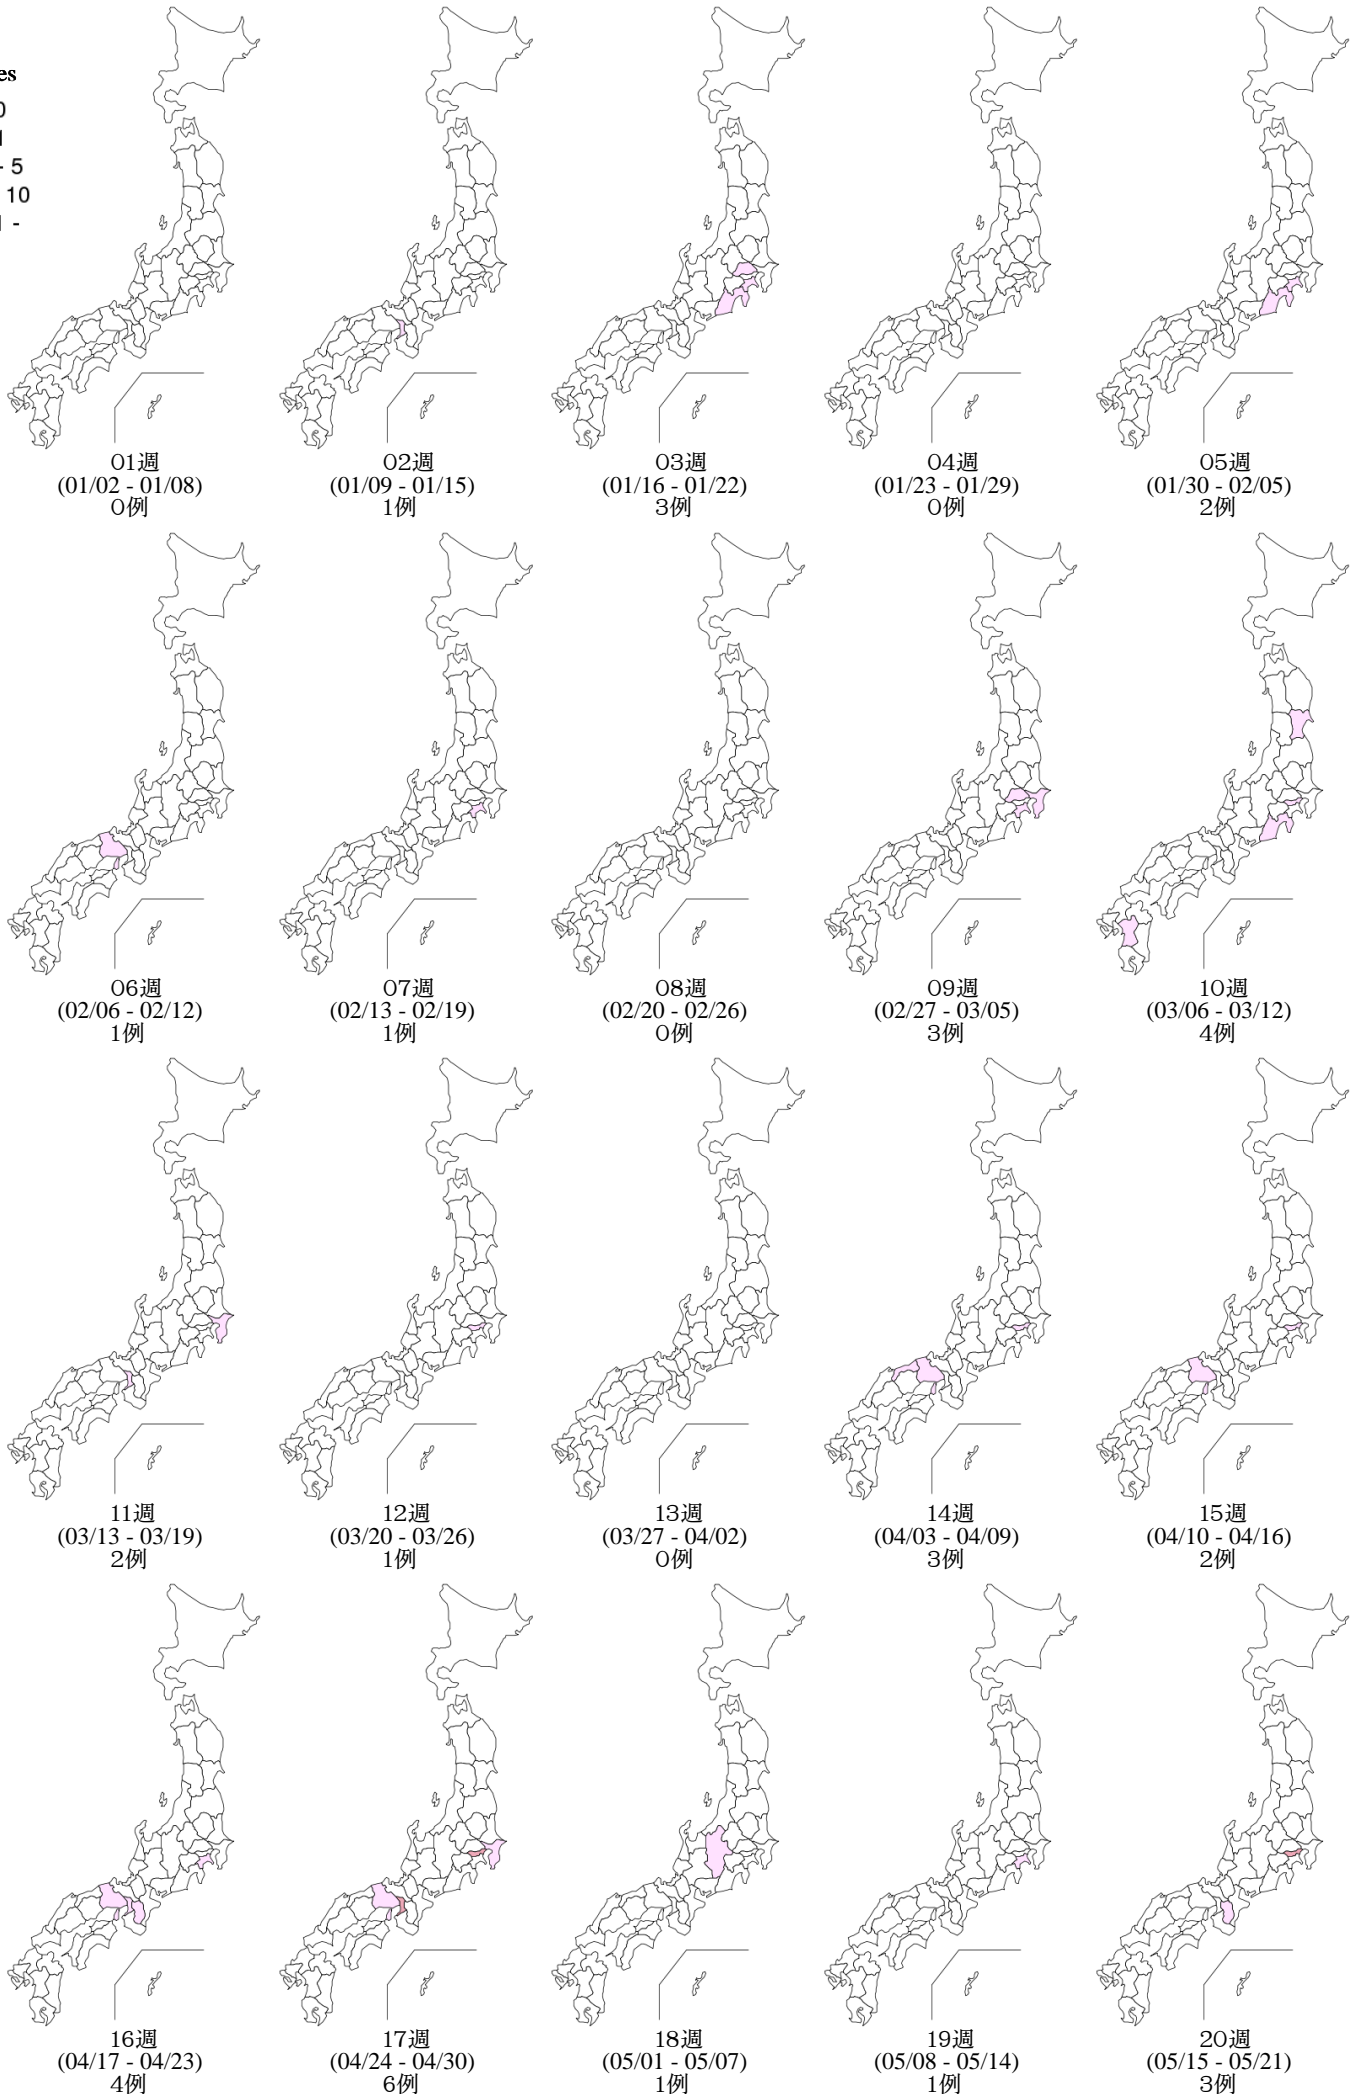 es
0
1
- 5
10
1 -
01週
(01/02 - 01/08)
0例
02週
(01/09 - 01/15)
1例
03週
(01/16 - 01/22)
3例
04週
(01/23 - 01/29)
0例
05週
(01/30 - 02/05)
2例
06週
(02/06 - 02/12)
1例
07週
(02/13 - 02/19)
1例
08週
(02/20 - 02/26)
0例
09週
(02/27 - 03/05)
3例
10週
(03/06 - 03/12)
4例
11週
(03/13 - 03/19)
2例
12週
(03/20 - 03/26)
1例
13週
(03/27 - 04/02)
0例
14週
(04/03 - 04/09)
3例
15週
(04/10 - 04/16)
2例
16週
(04/17 - 04/23)
4例
17週
(04/24 - 04/30)
6例
18週
(05/01 - 05/07)
1例
19週
(05/08 - 05/14)
1例
20週
(05/15 - 05/21)
3例